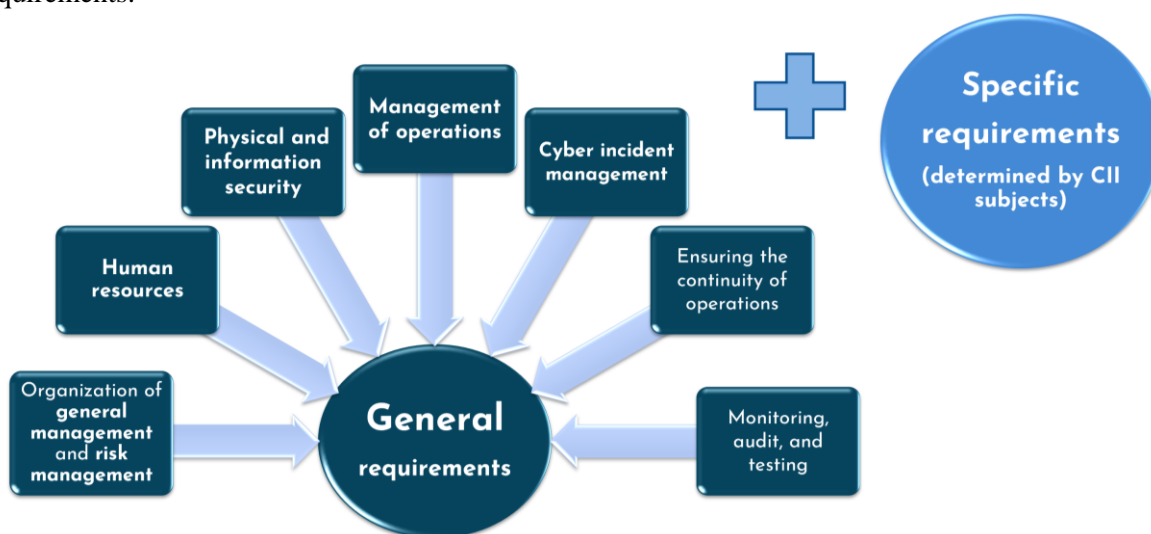 quirements.
Management
of operations
Physical and
information
security
Cyber incident
management
Human
resources
Ensuring the
continuity of
operations
Organization of
general
management
and risk
management
Monitoring,
audit, and
testing
General
requirements
Specific
requirements
(determined by CII
subjects)